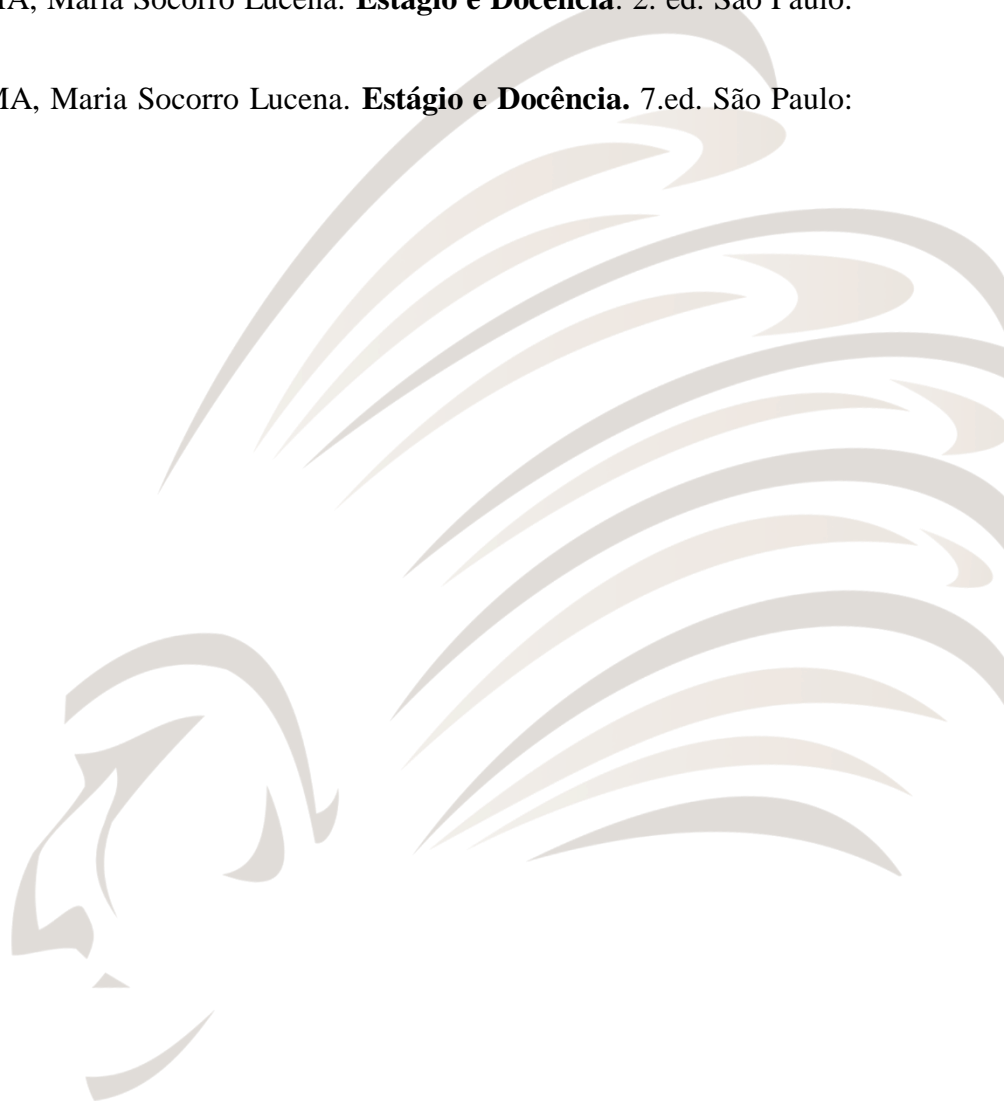 MA, Maria Socorro Lucena. Estágio e Docência. 2. ed. São Paulo:
MA, Maria Socorro Lucena. Estágio e Docência. 7.ed. São Paulo: